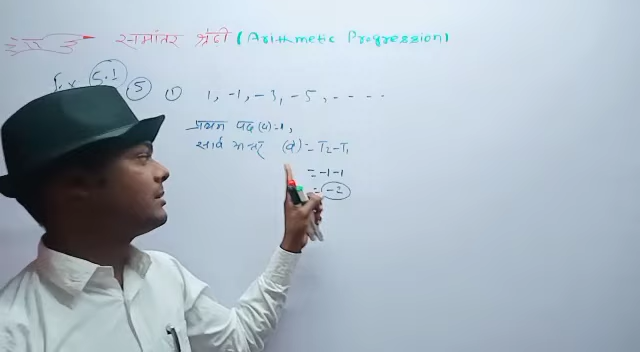 समांतर श्रेढी (Arithmetic Progression)
Ex 5.1 ⑤ ① 1, -1, -3, -5, - - - -
प्रथम पद (a) = 1,
सार्व अन्तर (d) = T₂-T₁
= -1-1
= -2